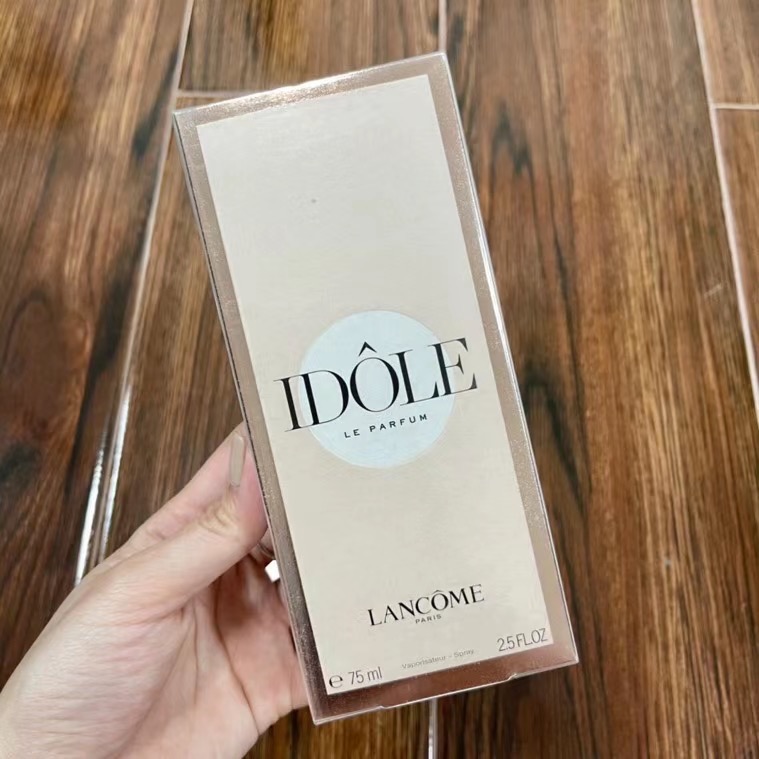 IDÔLE
LE PARFUM
LANCÔME
PARIS
e 75 ml
Vaporisateur - Spray
2.5 FL.OZ